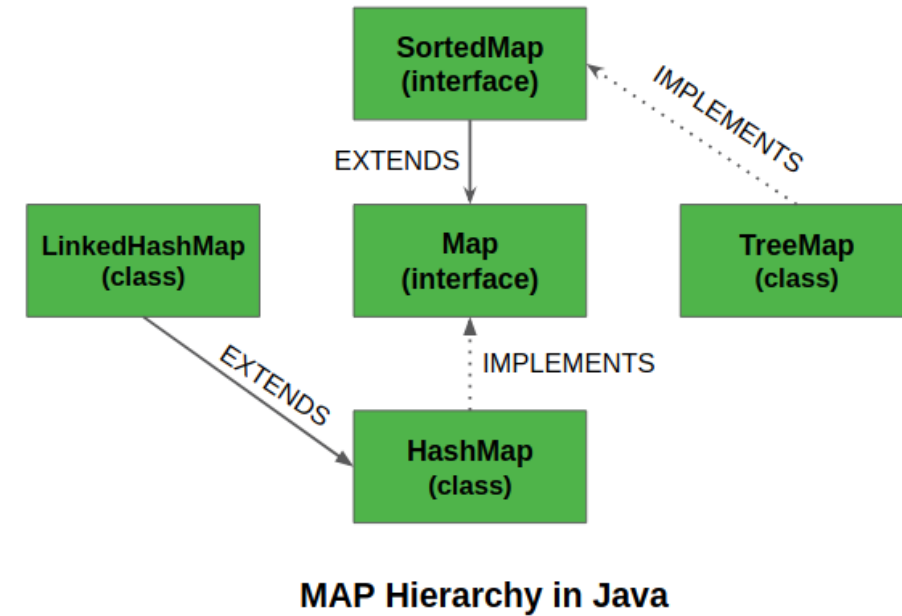 SortedMap
(interface)
IMPLEMENTS
EXTENDS
LinkedHashMap
(class)
Map
(interface)
TreeMap
(class)
EXTENDS
IMPLEMENTS
HashMap
(class)
MAP Hierarchy in Java